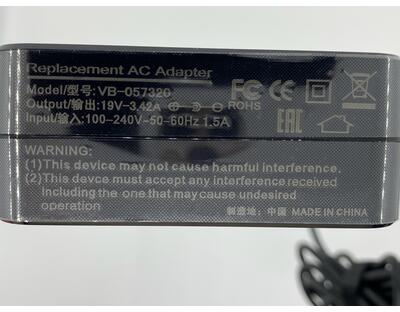 Replacement AC Adapter
Model/型号: VB-057320
Output/输出: 19V-3.42A
ROHS
Input/输入: 100-240V~50-60Hz 1.5A
FC CE
EAC
WARNING:
(1)This device may not cause harmful interference.
(2)This device must accept any interference received
Including the one that may cause undesired
operation
制造地: 中国 MADE IN CHINA